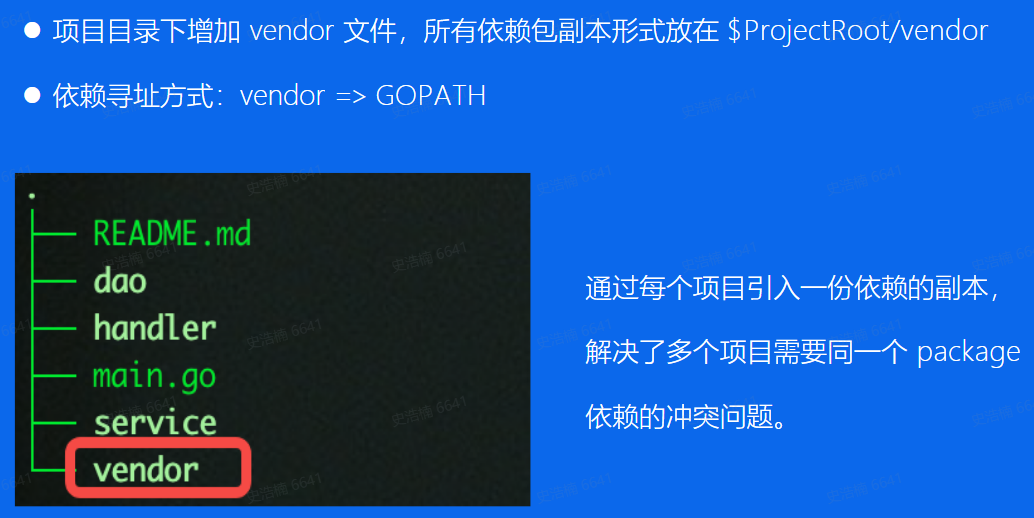 项目目录下增加 vendor 文件，所有依赖包副本形式放在 $ProjectRoot/vendor
依赖寻址方式：vendor => GOPATH
.
README.md
dao
handler
main.go
service
vendor
通过每个项目引入一份依赖的副本，
解决了多个项目需要同一个 package
依赖的冲突问题。
史浩楠 6641